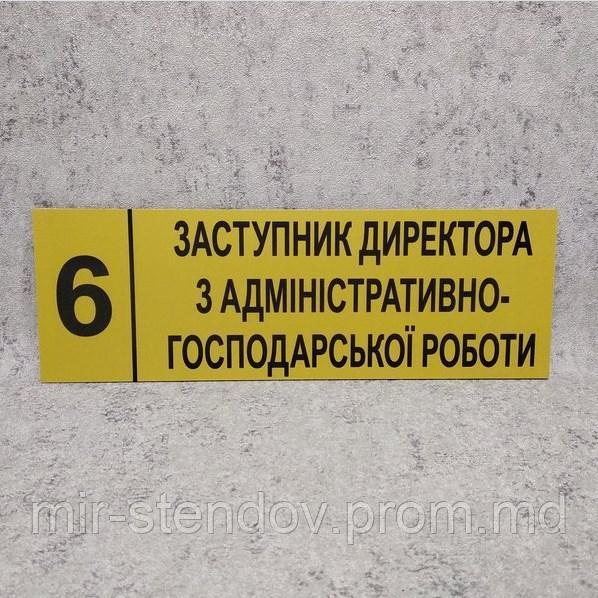 6
ЗАСТУПНИК ДИРЕКТОРА
З АДМІНІСТРАТИВНО-
ГОСПОДАРСЬКОЇ РОБОТИ
mir-stendov.prom.md